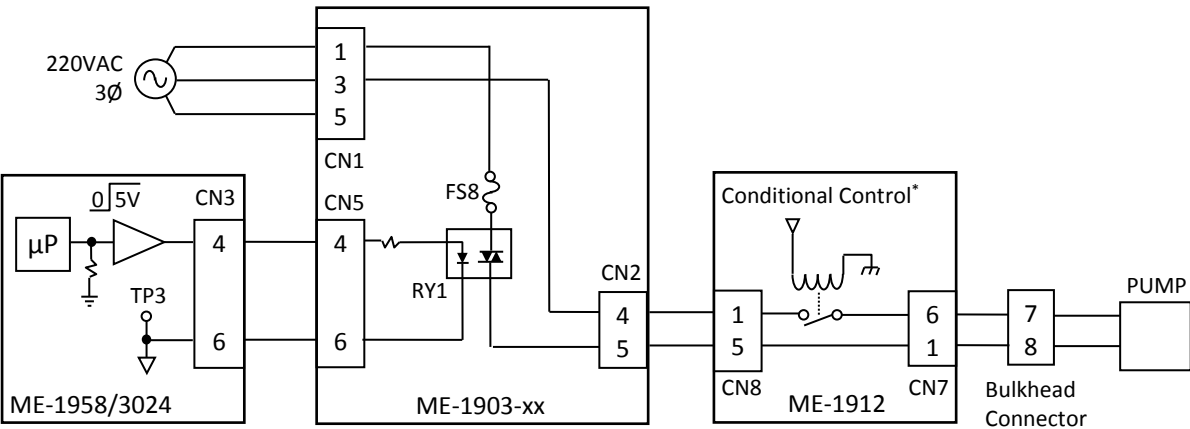 220VAC
3Ø
1
3
5
CN1
0 5V
CN3
µP
4
TP3
6
ME-1958/3024
CN5
4
6
FS8
RY1
CN2
4
5
ME-1903-xx
Conditional Control*
1
5
CN8
6
1
CN7
ME-1912
7
8
Bulkhead
Connector
PUMP